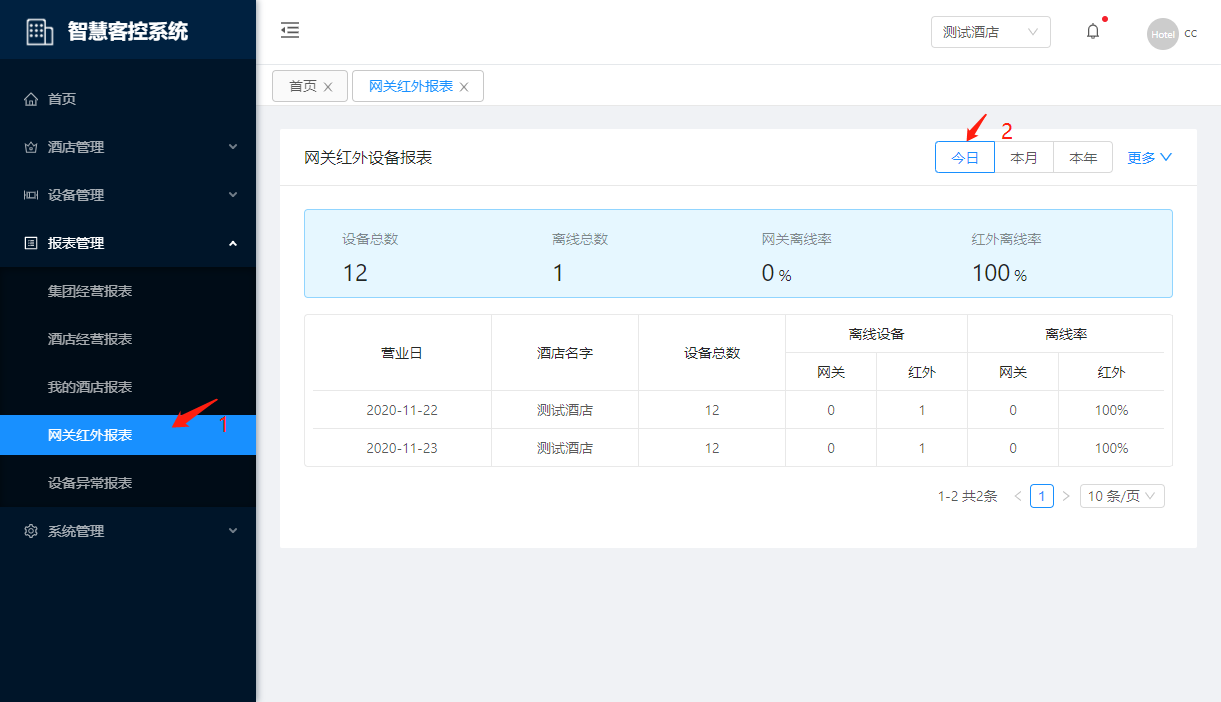 智慧客控系统
测试酒店
Hotel
cc
首页
酒店管理
设备管理
报表管理
集团经营报表
酒店经营报表
我的酒店报表
网关红外报表
1
设备异常报表
系统管理
首页
网关红外报表
2
网关红外设备报表
今日 本月 本年 更多
设备总数 离线总数 网关离线率 红外离线率
12 1 0 % 100 %
营业日 酒店名字 设备总数 离线设备 离线率
网关 红外 网关 红外
2020-11-22 测试酒店 12 0 1 0 100%
2020-11-23 测试酒店 12 0 1 0 100%
1-2 共2条 < 1 > 10 条/页